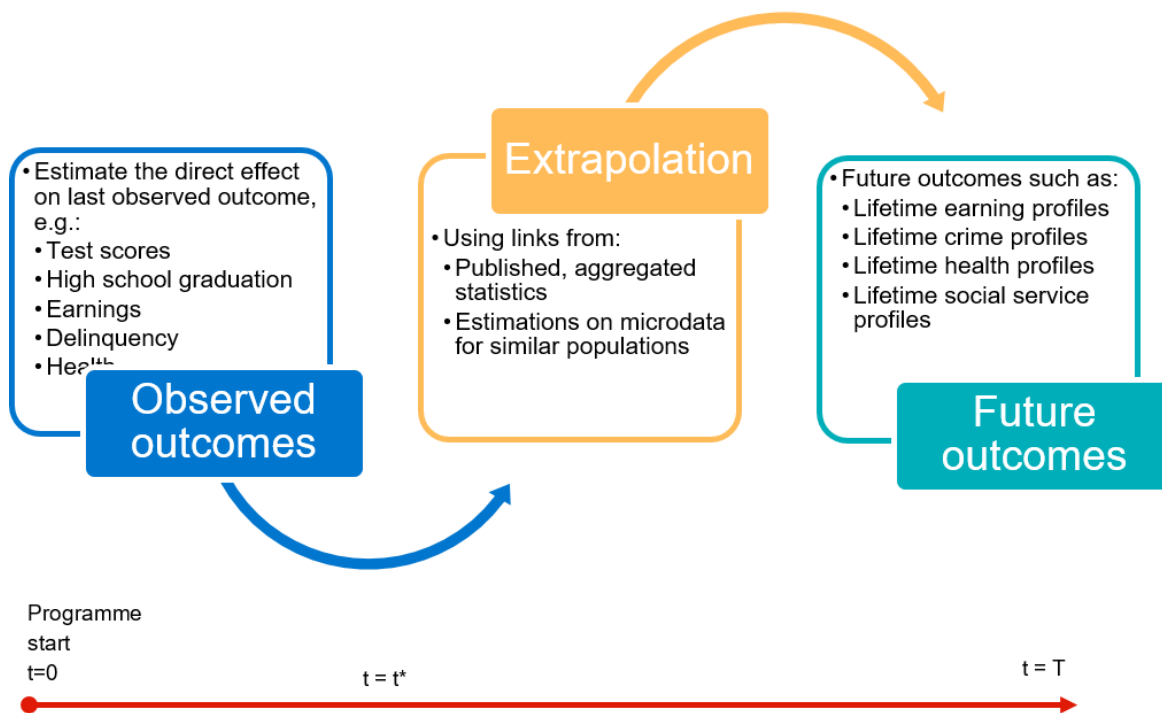 • Estimate the direct effect
on last observed outcome,
e.g.:
• Test scores
• High school graduation
• Earnings
• Delinquency
• Health
Observed
outcomes
Extrapolation
• Using links from:
• Published, aggregated
statistics
• Estimations on microdata
for similar populations
• Future outcomes such as:
• Lifetime earning profiles
• Lifetime crime profiles
• Lifetime health profiles
• Lifetime social service
profiles
Future
outcomes
Programme
start
t=0
t = t*
t = T